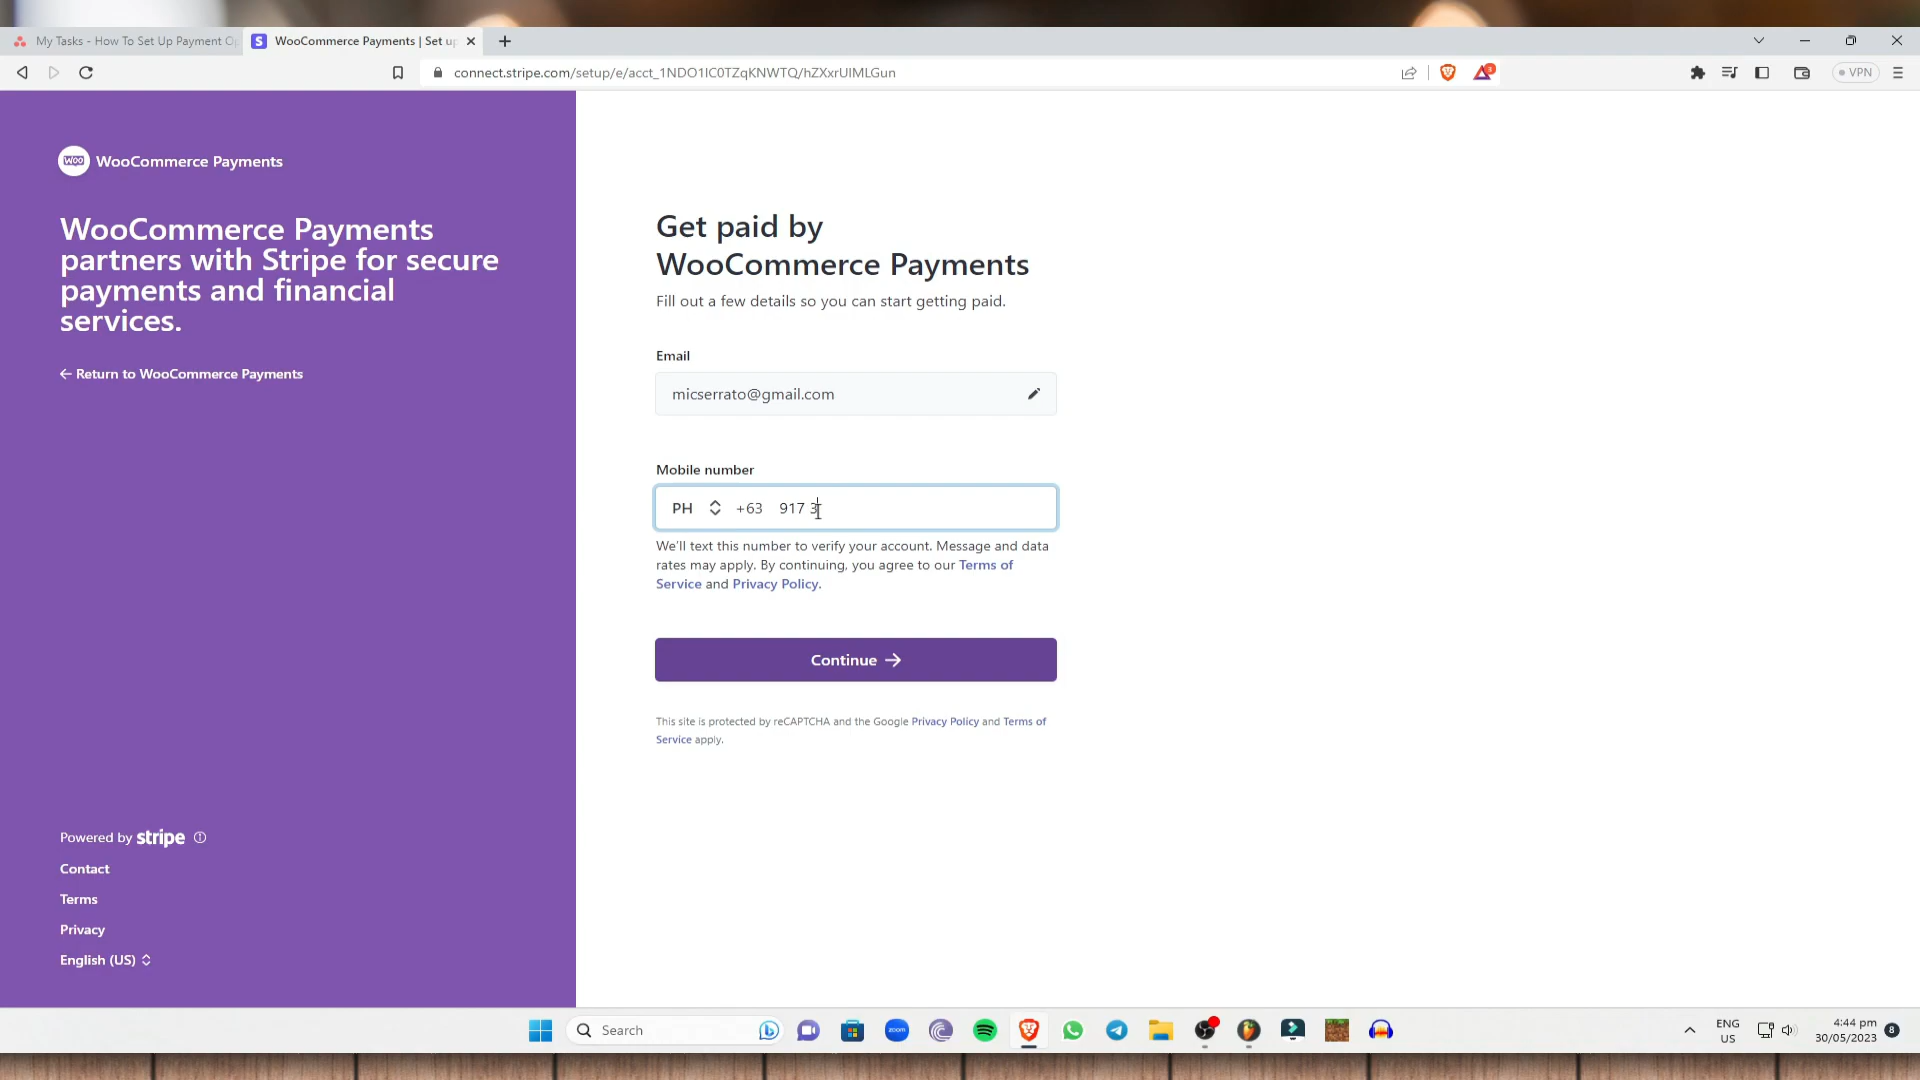 My Tasks - How To Set Up Payment Op
S WooCommerce Payments | Set up
connect.stripe.com/setup/e/acct_1NDO1IC0TZqKNWTQ/hZXxrUIMLGun
3
VPN
Woo WooCommerce Payments
WooCommerce Payments
partners with Stripe for secure
payments and financial
services.
← Return to WooCommerce Payments
Powered by stripe
Contact
Terms
Privacy
English (US)
Get paid by
WooCommerce Payments
Fill out a few details so you can start getting paid.
Email
micserrato@gmail.com
Mobile number
PH +63 917 3
We'll text this number to verify your account. Message and data
rates may apply. By continuing, you agree to our Terms of
Service and Privacy Policy.
Continue →
This site is protected by reCAPTCHA and the Google Privacy Policy and Terms of
Service apply.
Search
zoom
ENG
US
4:44 pm
30/05/2023
8